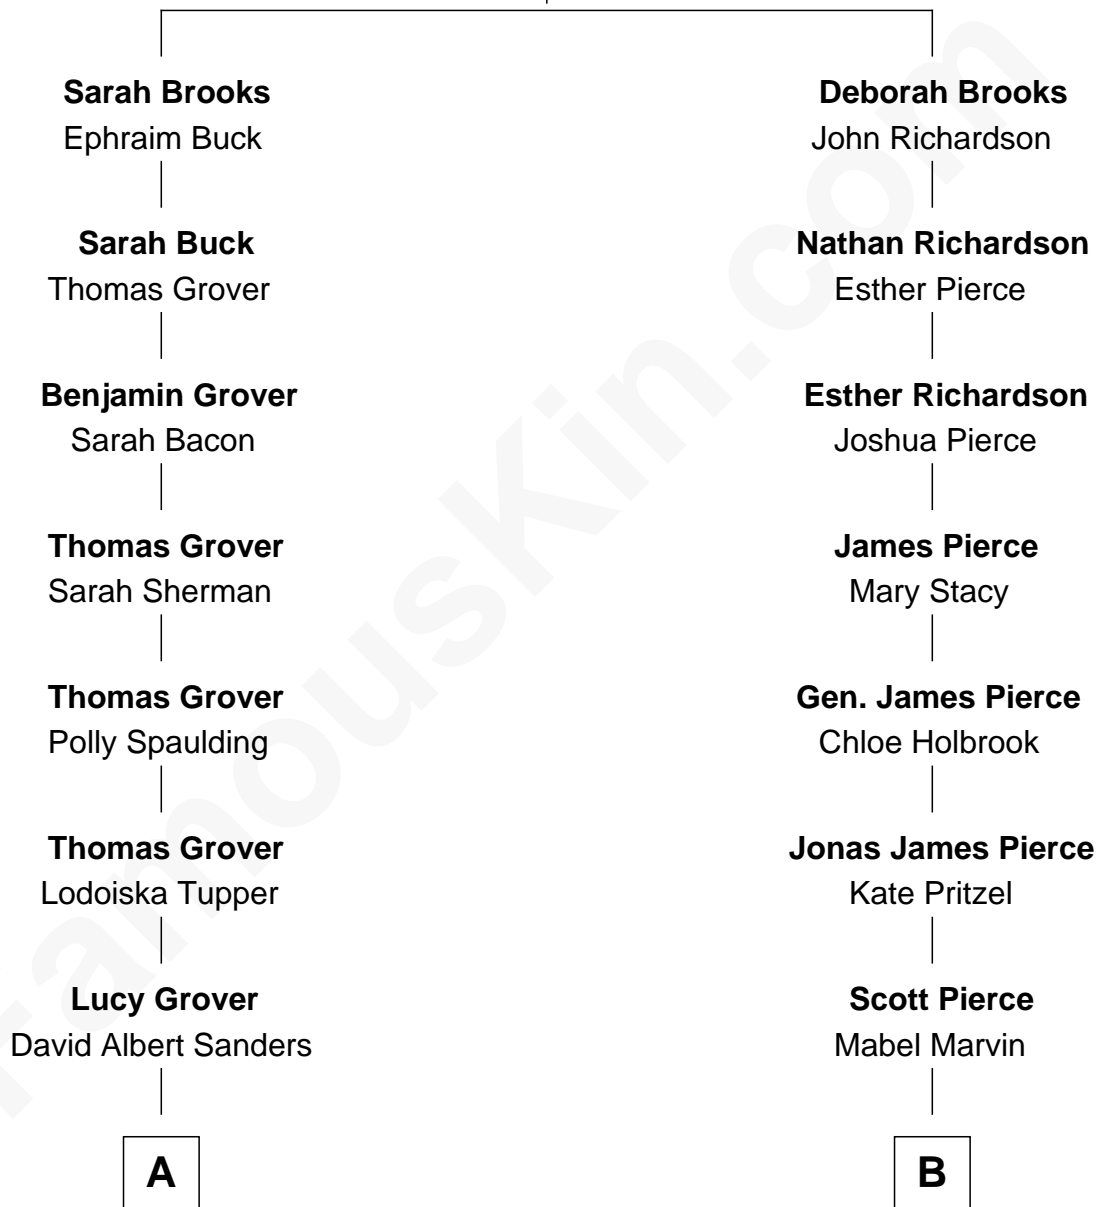 Sarah Brooks
Ephraim Buck
Deborah Brooks
John Richardson
Sarah Buck
Thomas Grover
Nathan Richardson
Esther Pierce
Benjamin Grover
Sarah Bacon
Esther Richardson
Joshua Pierce
Thomas Grover
Sarah Sherman
James Pierce
Mary Stacy
Thomas Grover
Polly Spaulding
Gen. James Pierce
Chloe Holbrook
Thomas Grover
Lodoiska Tupper
Jonas James Pierce
Kate Pritzel
Lucy Grover
David Albert Sanders
Scott Pierce
Mabel Marvin
A
B
FamousKin.com